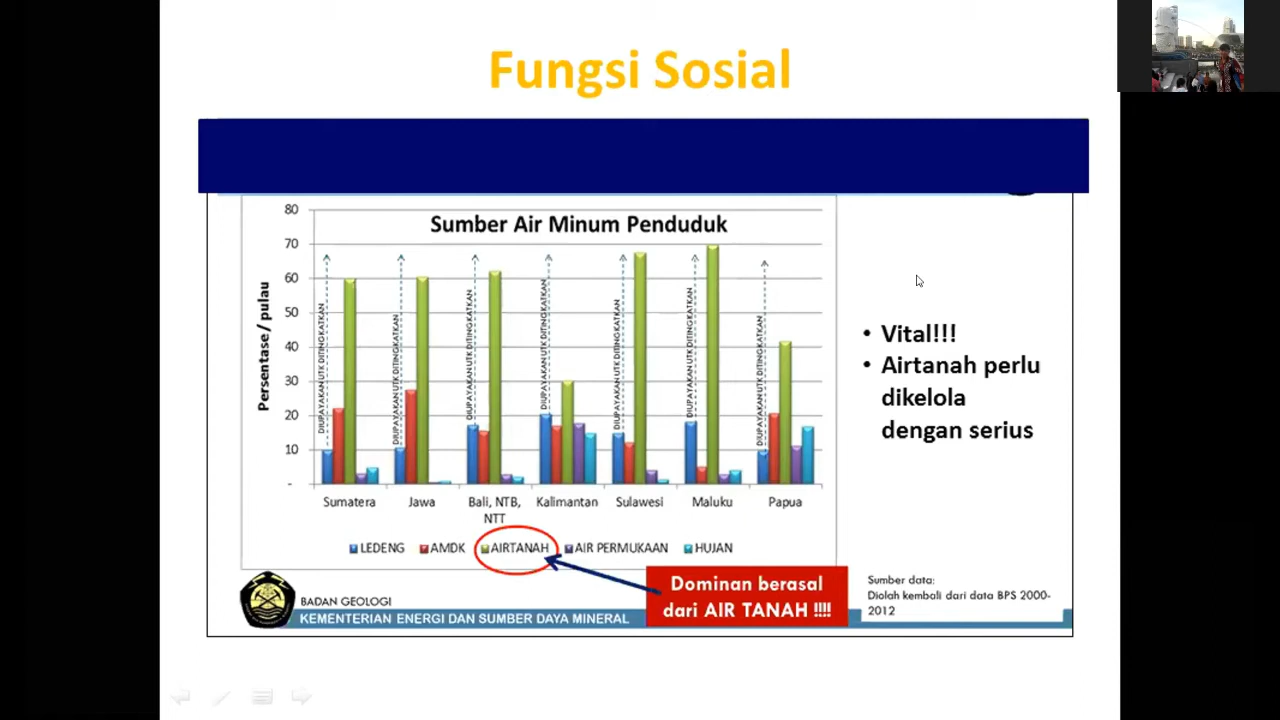 Fungsi Sosial
Sumber Air Minum Penduduk
Persentase / pulau
80
70
60
50
40
30
20
10
-
DIUPAYAKAN UTK DITINGKATKAN
DIUPAYAKAN UTK DITINGKATKAN
DIUPAYAKAN UTK DITINGKATKAN
DIUPAYAKAN UTK DITINGKATKAN
DIUPAYAKAN UTK DITINGKATKAN
DIUPAYAKAN UTK DITINGKATKAN
DIUPAYAKAN UTK DITINGKATKAN
Sumatera Jawa Bali, NTB, Kalimantan Sulawesi Maluku Papua
NTT
LEDENG AMDK AIRTANAH AIR PERMUKAAN HUJAN
• Vital!!!
• Airtanah perlu
dikelola
dengan serius
Dominan berasal
dari AIR TANAH !!!!
BADAN GEOLOGI
KEMENTERIAN ENERGI DAN SUMBER DAYA MINERAL
Sumber data:
Diolah kembali dari data BPS 2000-
2012